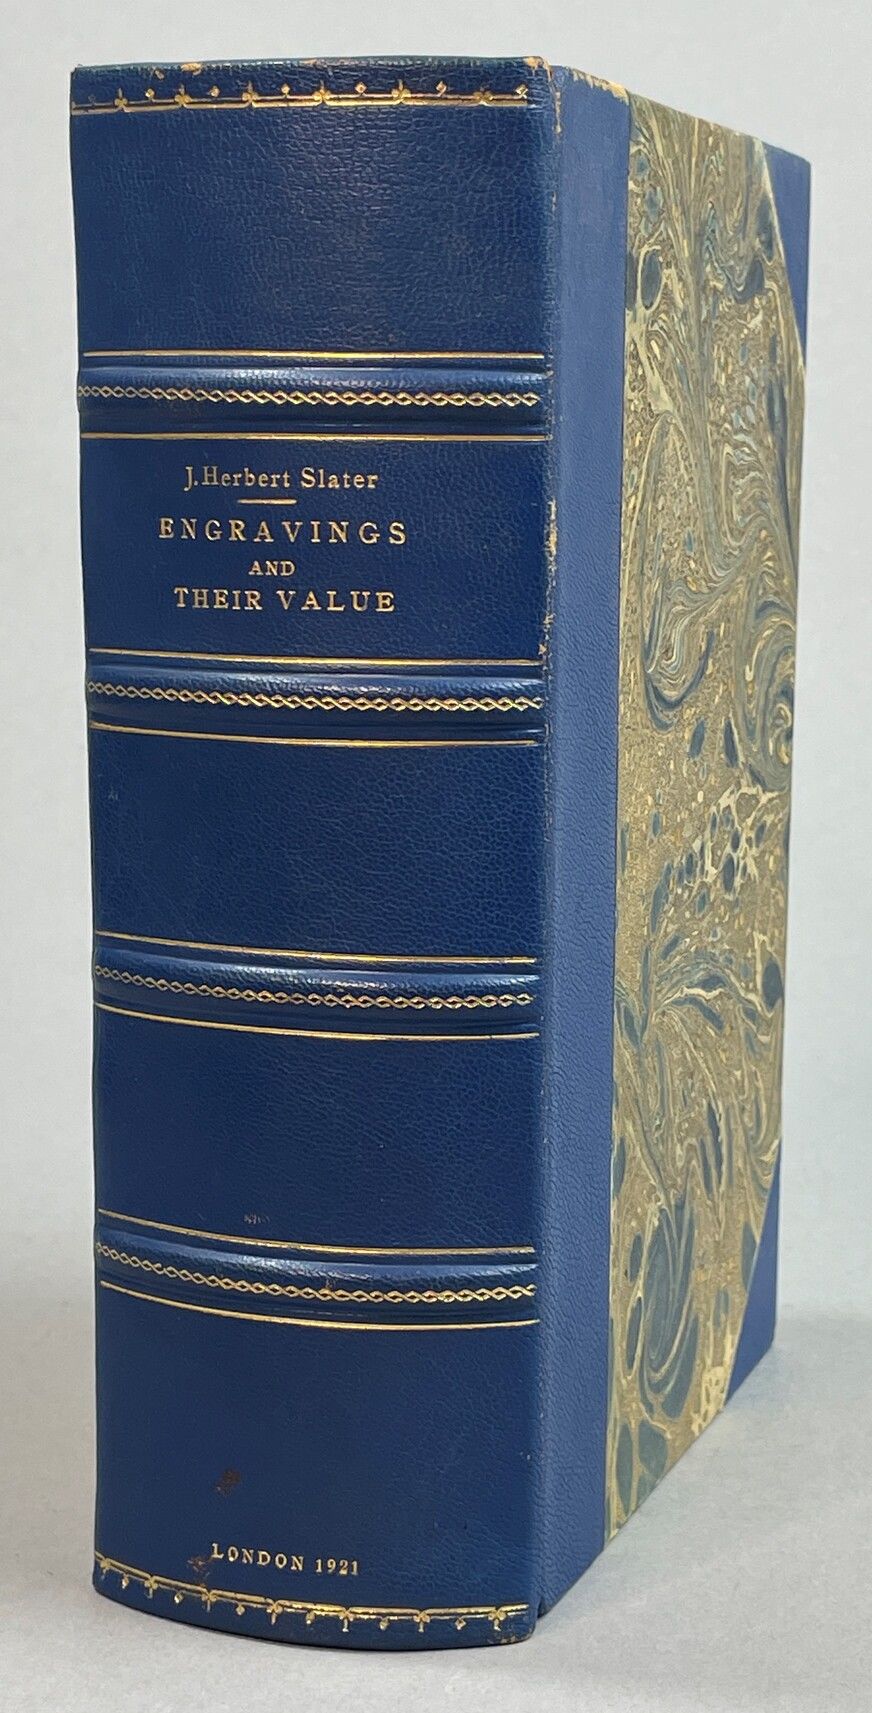 J. Herbert Slater
ENGRAVINGS
AND
THEIR VALUE
LONDON 1921